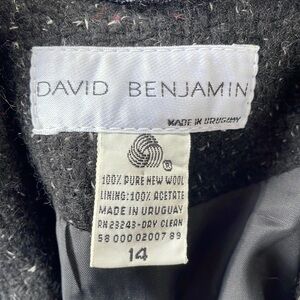 DAVID BENJAMIN
MADE IN URUGUAY
®
100% PURE NEW WOOL
LINING: 100% ACETATE
MADE IN URUGUAY
RN 23243-DRY CLEAN
58 000 02007 89
14